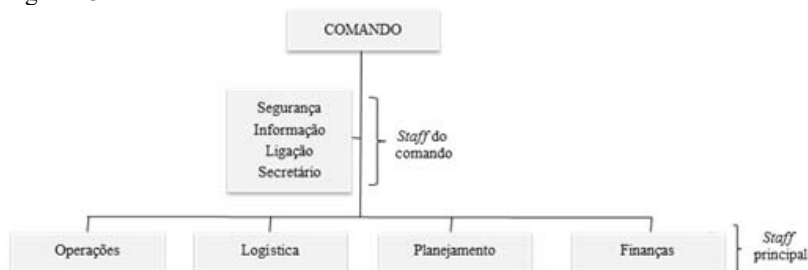 COMANDO
Segurança
Informação
Ligação
Secretário
Staff do
comando
Operações
Logística
Planejamento
Finanças
Staff
principal